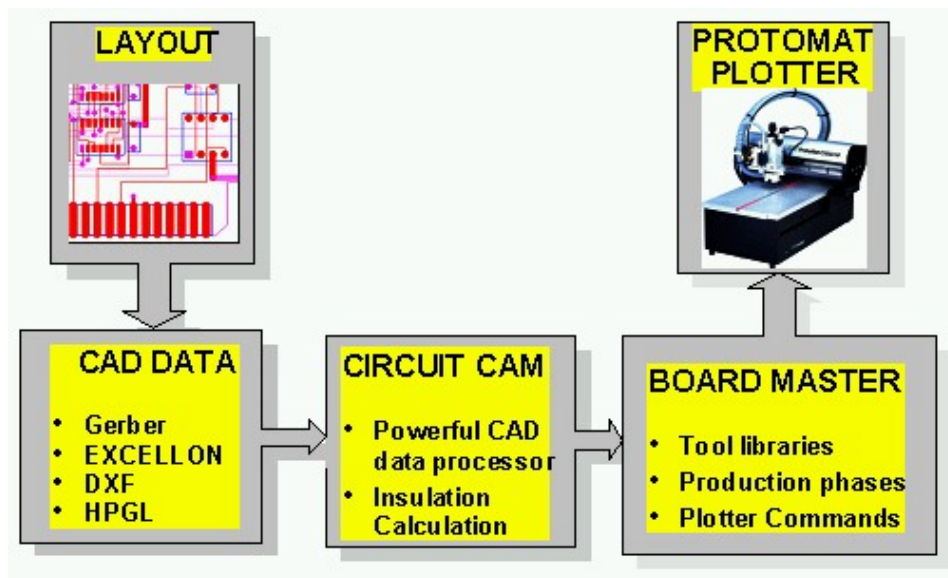 LAYOUT
PROTOMAT
PLOTTER
CAD DATA
• Gerber
• EXCELLON
• DXF
• HPGL
CIRCUIT CAM
• Powerful CAD
data processor
• Insulation
Calculation
BOARD MASTER
• Tool libraries
• Production phases
• Plotter Commands